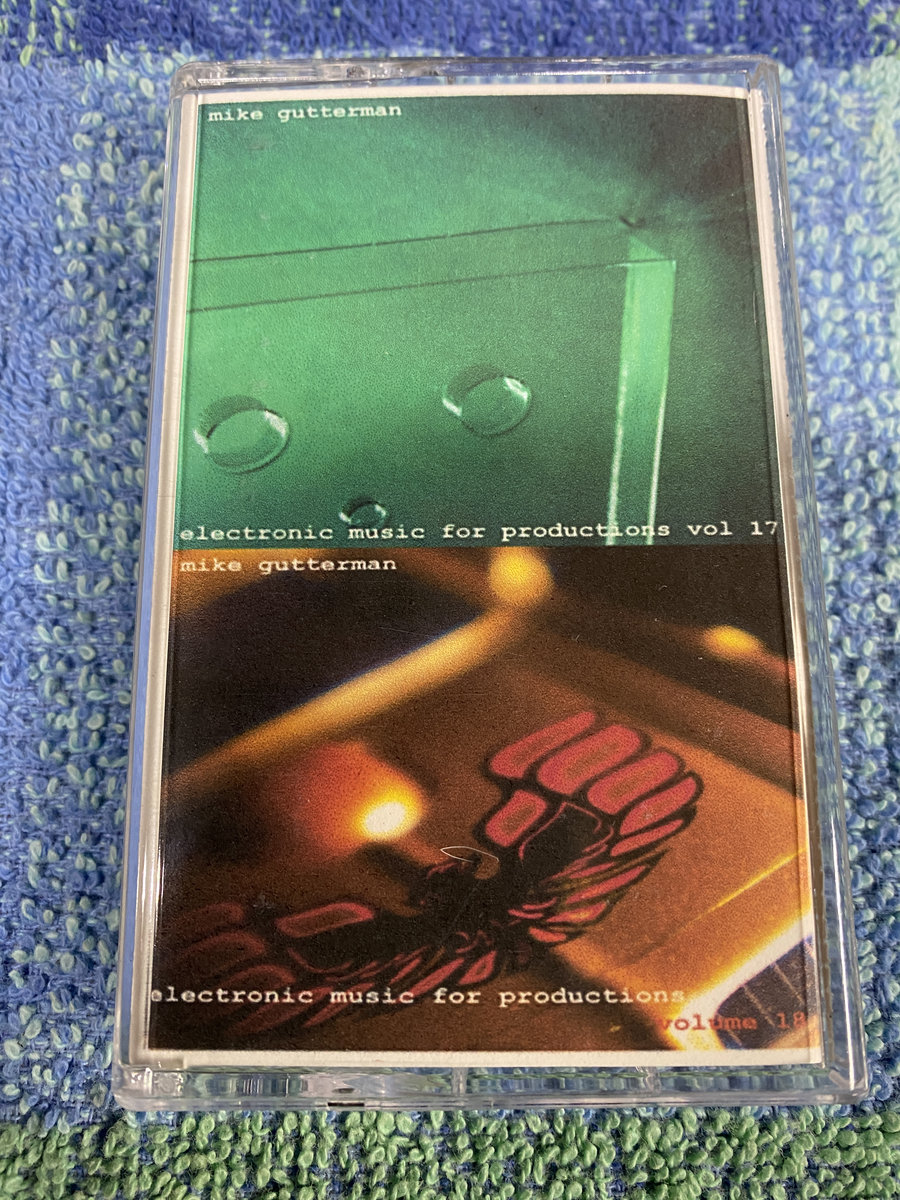 mike gutterman
electronic music for productions vol 17
mike gutterman
electronic music for productions
volume 18